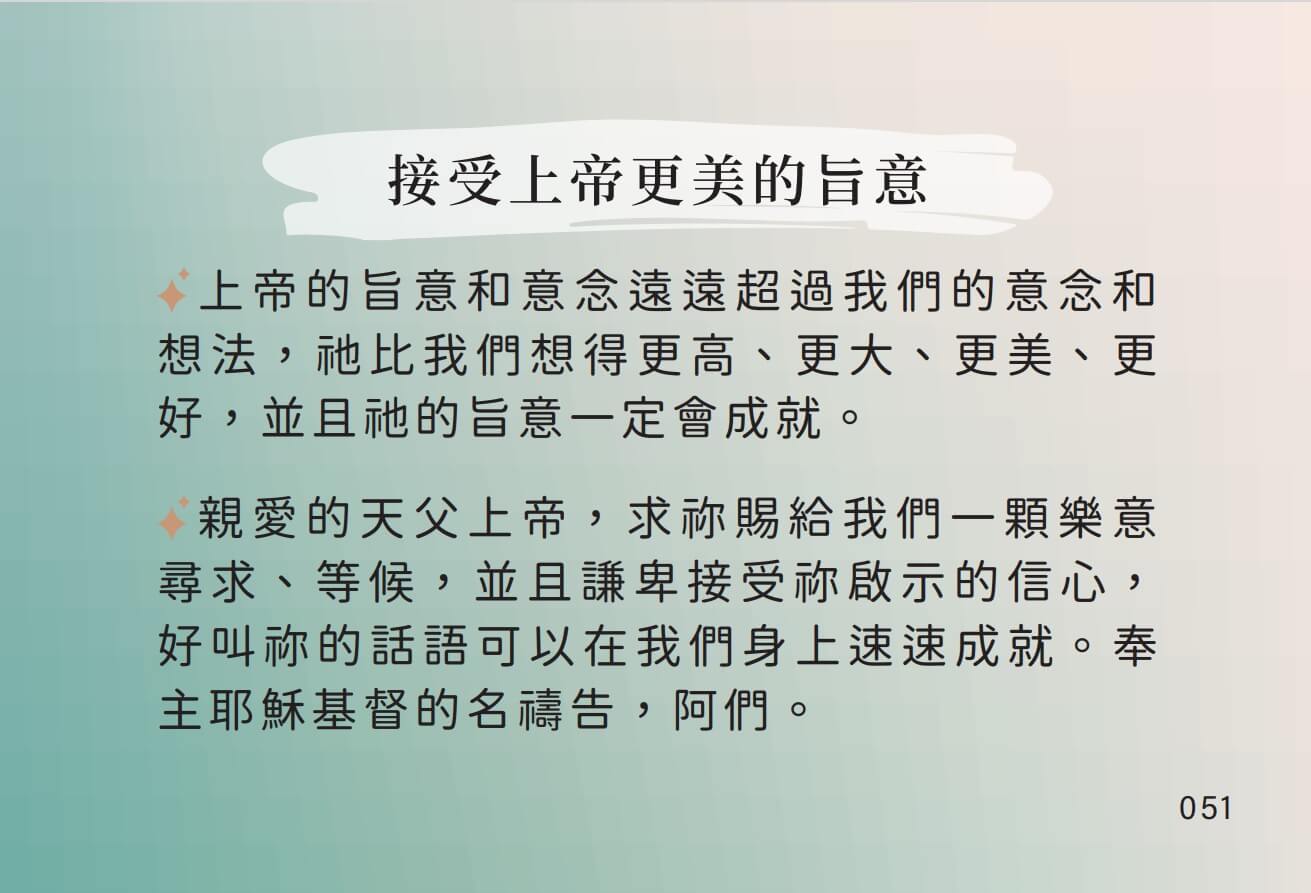 接受上帝更美的旨意
上帝的旨意和意念遠遠超過我們的意念和
想法，祂比我們想得更高、更大、更美、更
好，並且祂的旨意一定會成就。
親愛的天父上帝，求祢賜給我們一顆樂意
尋求、等候，並且謙卑接受祢啟示的信心，
好叫祢的話語可以在我們身上速速成就。奉
主耶穌基督的名禱告，阿們。
051